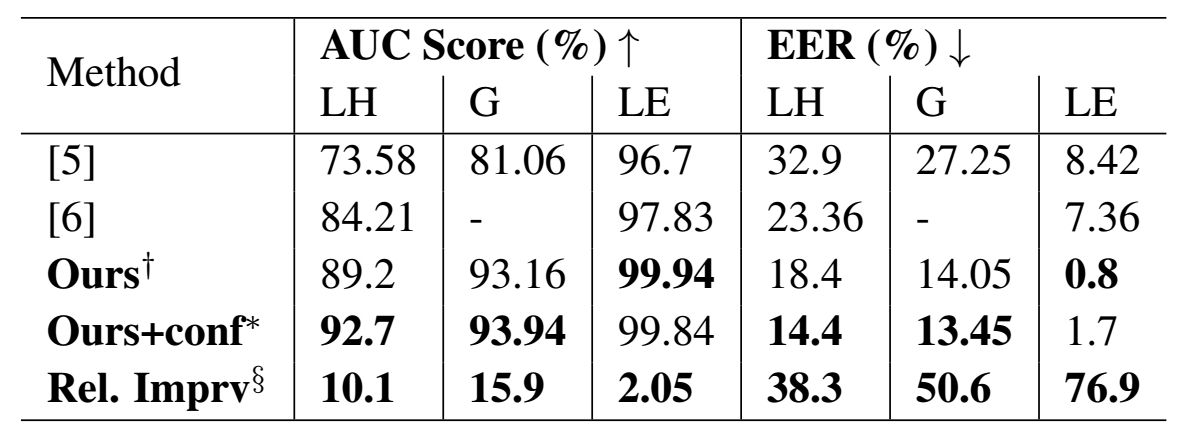 Method AUC Score (%) ↑ EER (%) ↓
LH G LE LH G LE
[5] 73.58 81.06 96.7 32.9 27.25 8.42
[6] 84.21 - 97.83 23.36 - 7.36
Ours† 89.2 93.16 99.94 18.4 14.05 0.8
Ours+conf* 92.7 93.94 99.84 14.4 13.45 1.7
Rel. Imprv§ 10.1 15.9 2.05 38.3 50.6 76.9